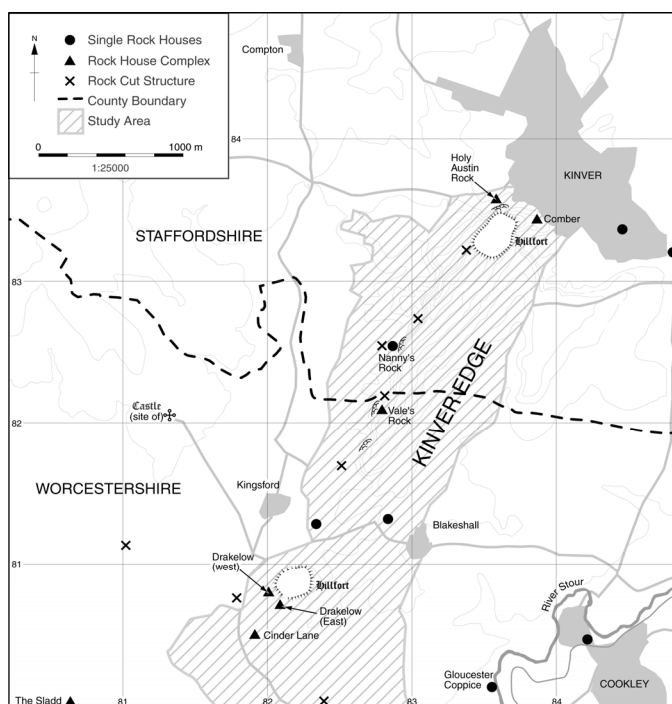 N
Single Rock Houses
Rock House Complex
Rock Cut Structure
County Boundary
Study Area
0
1000 m
1:25000
Compton
84
Holy
Austin
Rock
KINVER
Comber
Hillfort
STAFFORDSHIRE
83
Nanny's
Rock
KINVER EDGE
Castle
(site of)
Vale's
Rock
82
WORCESTERSHIRE
Kingsford
Blakeshall
Drakelow
(west)
Hillfort
81
Drakelow
(East)
River Stour
Cinder Lane
Gloucester
Coppice
COOKLEY
The Sladd
81
82
83
84